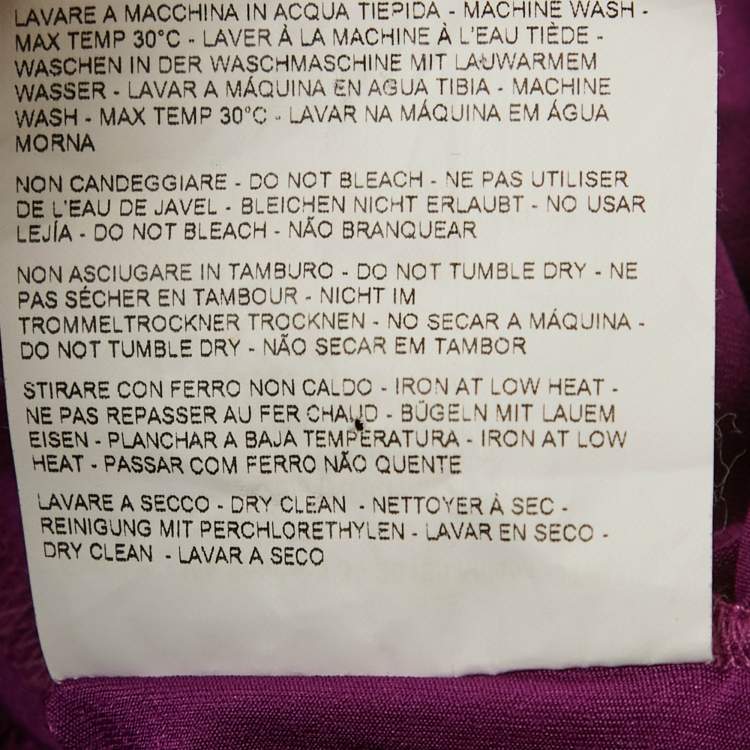 LAVARE A MACCHINA IN ACQUA TIEPIDA - MACHINE WASH -
MAX TEMP 30°C - LAVER À LA MACHINE À L'EAU TIÈDE -
WASCHEN IN DER WASCHMASCHINE MIT LAUWARMEM
WASSER - LAVAR A MÁQUINA EN AGUA TIBIA - MACHINE
WASH - MAX TEMP 30°C - LAVAR NA MÁQUINA EM ÁGUA
MORNA
NON CANDEGGIARE - DO NOT BLEACH - NE PAS UTILISER
DE L'EAU DE JAVEL - BLEICHEN NICHT ERLAUBT - NO USAR
LEJÍA - DO NOT BLEACH - NÃO BRANQUEAR
NON ASCIUGARE IN TAMBURO - DO NOT TUMBLE DRY - NE
PAS SÉCHER EN TAMBOUR - NICHT IM
TROMMELTROCKNER TROCKNEN - NO SECAR A MÁQUINA -
DO NOT TUMBLE DRY - NÃO SECAR EM TAMBOR
STIRARE CON FERRO NON CALDO - IRON AT LOW HEAT -
NE PAS REPASSER AU FER CHAUD - BÜGELN MIT LAUEM
EISEN - PLANCHAR A BAJA TEMPERATURA - IRON AT LOW
HEAT - PASSAR COM FERRO NÃO QUENTE
LAVARE A SECCO - DRY CLEAN - NETTOYER À SEC -
REINIGUNG MIT PERCHLORETHYLEN - LAVAR EN SECO -
DRY CLEAN - LAVAR A SECO